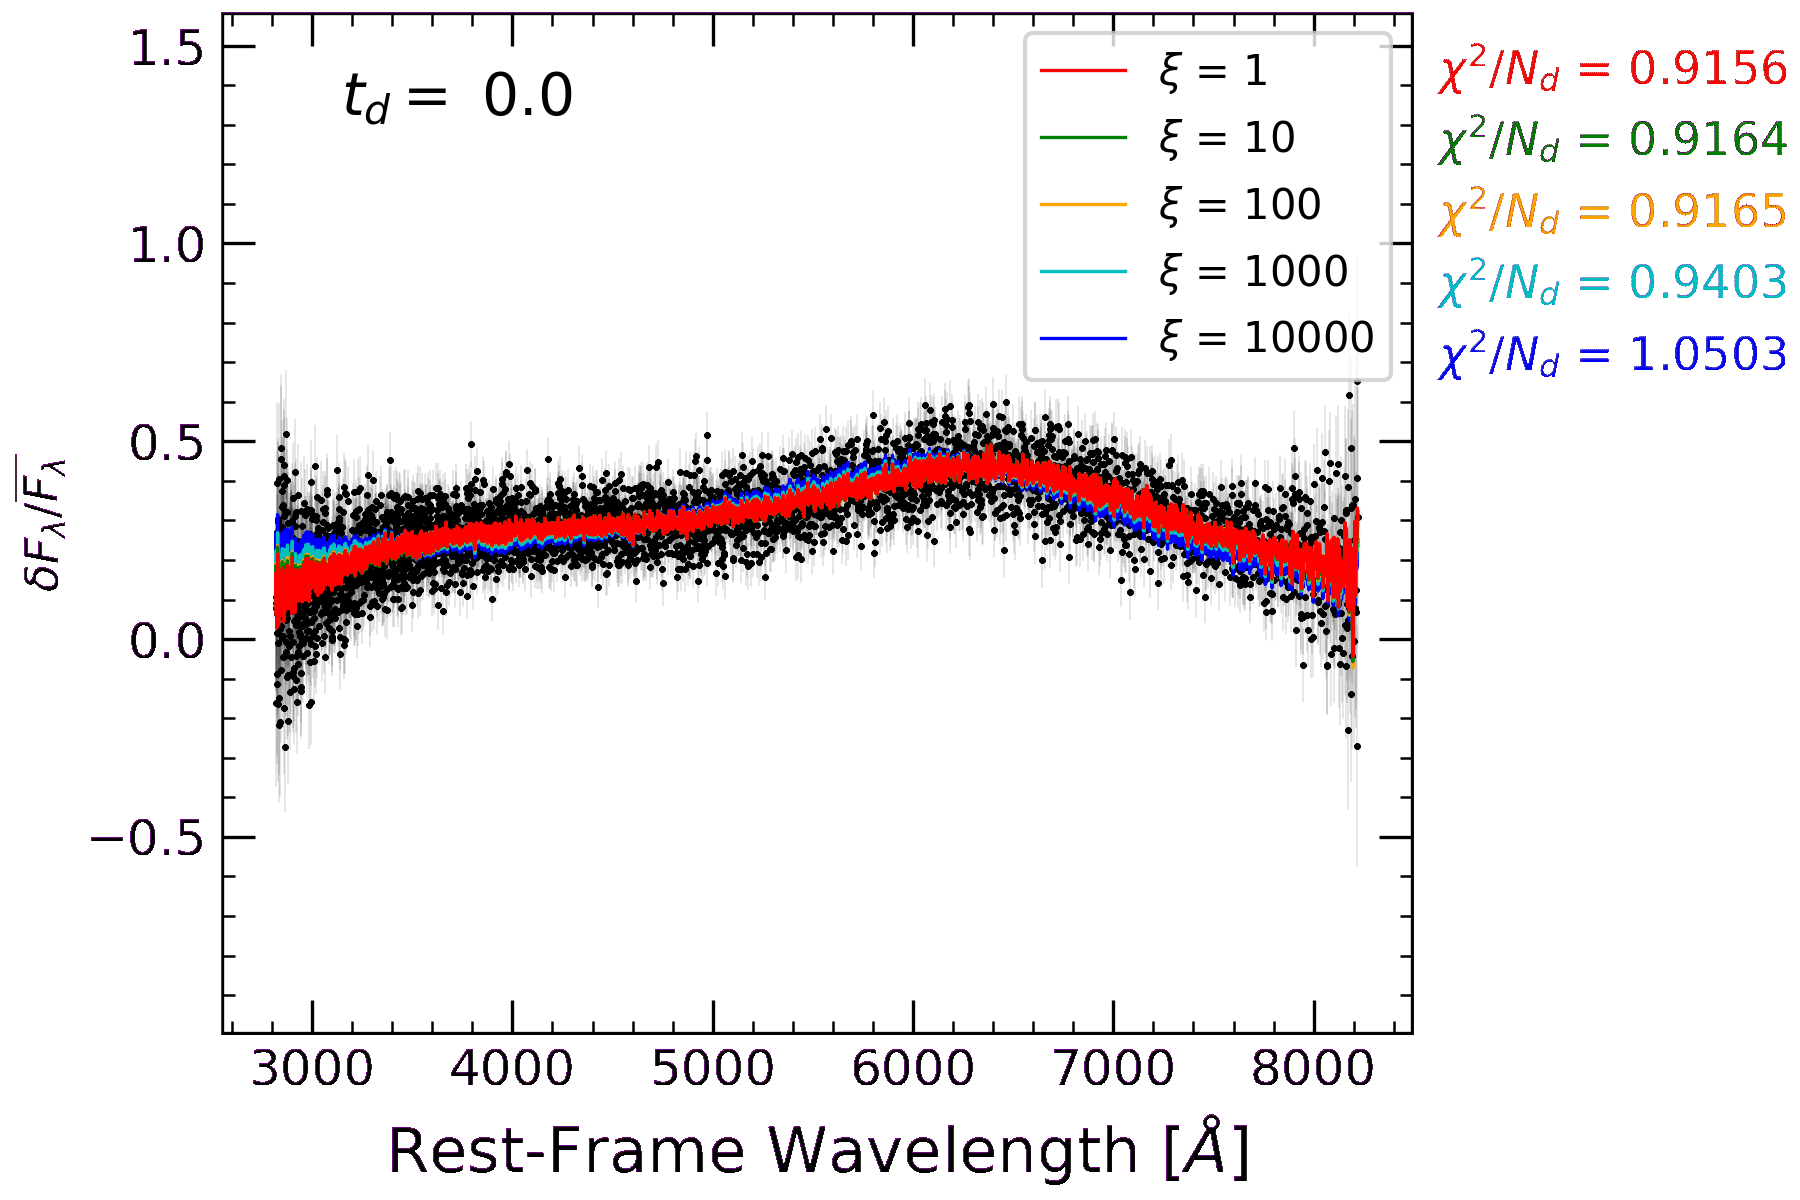 t_d = 0.0
ξ = 1
ξ = 10
ξ = 100
ξ = 1000
ξ = 10000
χ²/N_d = 0.9156
χ²/N_d = 0.9164
χ²/N_d = 0.9165
χ²/N_d = 0.9403
χ²/N_d = 1.0503
1.5
1.0
0.5
0.0
−0.5
δF_λ/F̅_λ
3000 4000 5000 6000 7000 8000
Rest-Frame Wavelength [Å]